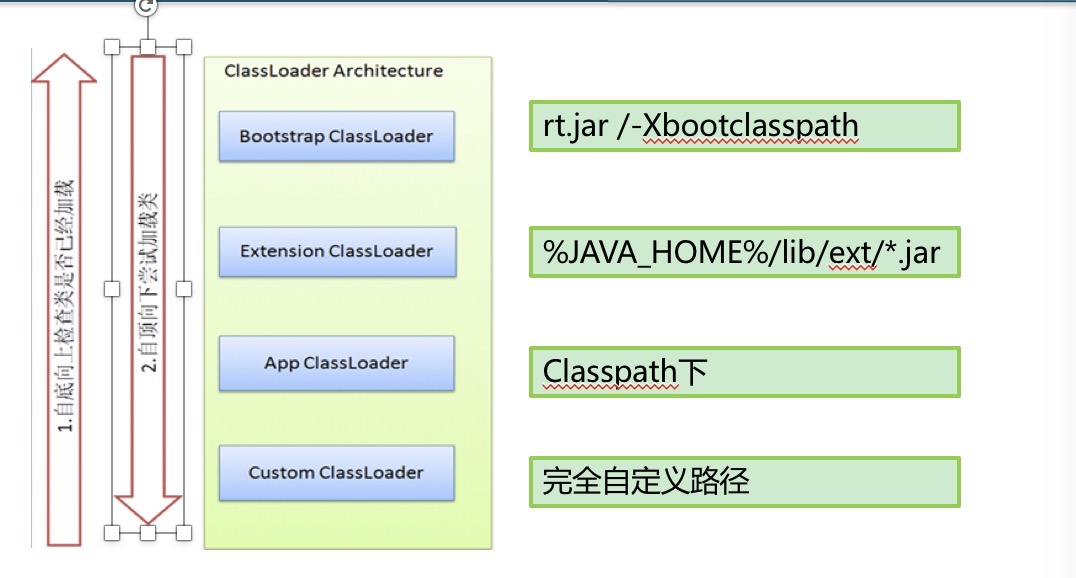 ClassLoader Architecture
Bootstrap ClassLoader
rt.jar /-Xbootclasspath
Extension ClassLoader
%JAVA_HOME%/lib/ext/*.jar
App ClassLoader
Classpath下
Custom ClassLoader
完全自定义路径
1.自底向上检查类是否已经加载
2.自顶向下尝试加载类